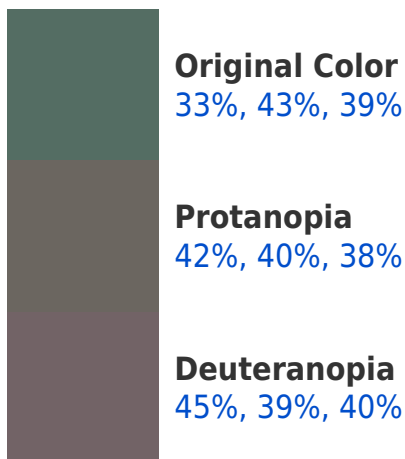 Original Color
33%, 43%, 39%
Protanopia
42%, 40%, 38%
Deuteranopia
45%, 39%, 40%